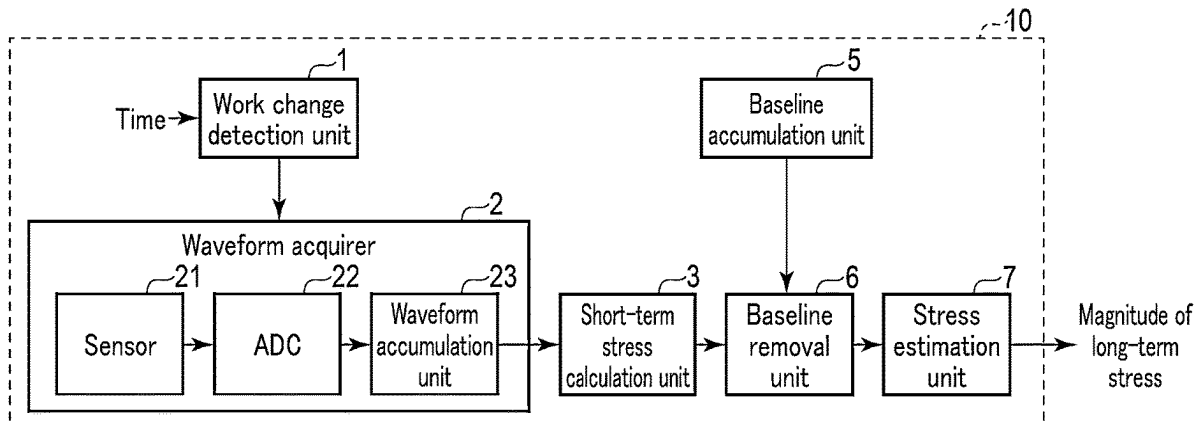 10
1
5
Time
Work change
detection unit
Baseline
accumulation unit
2
Waveform acquirer
21
22
23
3
6
7
Sensor
ADC
Waveform
accumulation
unit
Short-term
stress
calculation unit
Baseline
removal
unit
Stress
estimation
unit
Magnitude of
long-term
stress